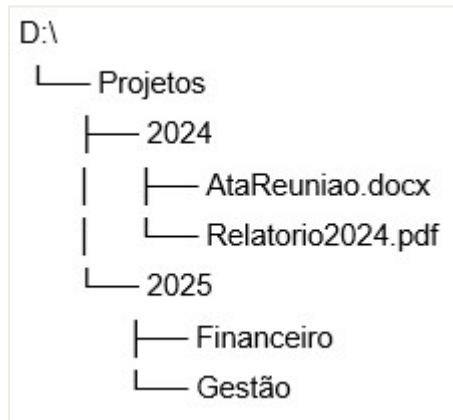 D:\
Projetos
2024
AtaReuniao.docx
Relatorio2024.pdf
2025
Financeiro
Gestão